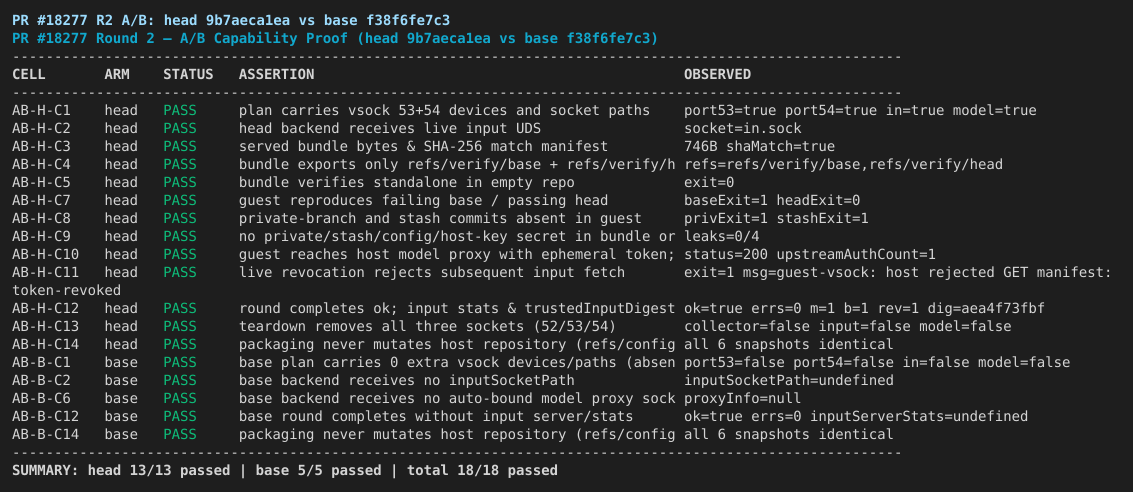 PR #18277 R2 A/B: head 9b7aeca1ea vs base f38f6fe7c3
PR #18277 Round 2 — A/B Capability Proof (head 9b7aeca1ea vs base f38f6fe7c3)
CELL ARM STATUS ASSERTION OBSERVED
AB-H-C1 head PASS plan carries vsock 53+54 devices and socket paths port53=true port54=true in=true model=true
AB-H-C2 head PASS head backend receives live input UDS socket=in.sock
AB-H-C3 head PASS served bundle bytes & SHA-256 match manifest 746B shaMatch=true
AB-H-C4 head PASS bundle exports only refs/verify/base + refs/verify/h refs=refs/verify/base,refs/verify/head
AB-H-C5 head PASS bundle verifies standalone in empty repo exit=0
AB-H-C7 head PASS guest reproduces failing base / passing head baseExit=1 headExit=0
AB-H-C8 head PASS private-branch and stash commits absent in guest privExit=1 stashExit=1
AB-H-C9 head PASS no private/stash/config/host-key secret in bundle or leaks=0/4
AB-H-C10 head PASS guest reaches host model proxy with ephemeral token; status=200 upstreamAuthCount=1
AB-H-C11 head PASS live revocation rejects subsequent input fetch exit=1 msg=guest-vsock: host rejected GET manifest:
token-revoked
AB-H-C12 head PASS round completes ok; input stats & trustedInputDigest ok=true errs=0 m=1 b=1 rev=1 dig=aea4f73fbf
AB-H-C13 head PASS teardown removes all three sockets (52/53/54) collector=false input=false model=false
AB-H-C14 head PASS packaging never mutates host repository (refs/config all 6 snapshots identical
AB-B-C1 base PASS base plan carries 0 extra vsock devices/paths (absen port53=false port54=false in=false model=false
AB-B-C2 base PASS base backend receives no inputSocketPath inputSocketPath=undefined
AB-B-C6 base PASS base backend receives no auto-bound model proxy sock proxyInfo=null
AB-B-C12 base PASS base round completes without input server/stats ok=true errs=0 inputServerStats=undefined
AB-B-C14 base PASS packaging never mutates host repository (refs/config all 6 snapshots identical
SUMMARY: head 13/13 passed | base 5/5 passed | total 18/18 passed